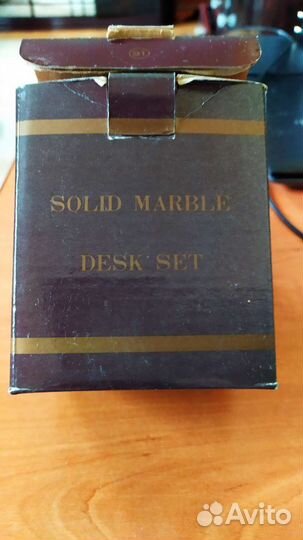 SOLID MARBLE
DESK SET
Avito